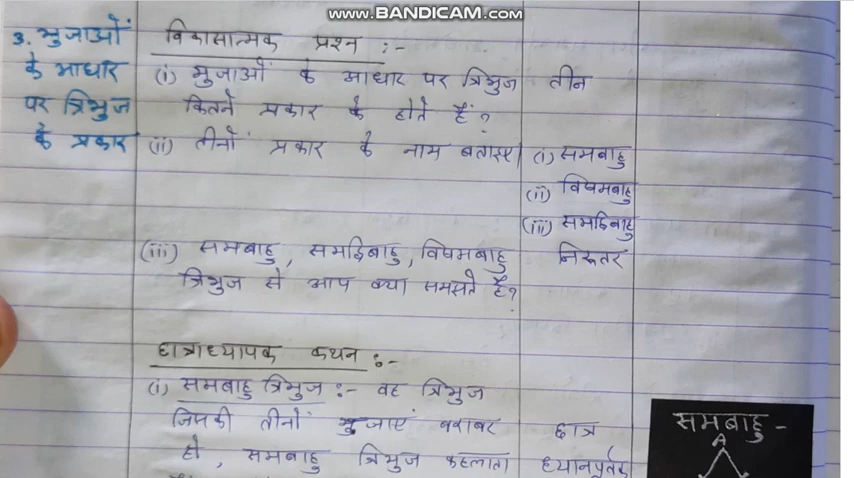 www.BANDICAM.com
3. भुजाओं
के आधार
पर त्रिभुज
के प्रकार
विकासात्मक प्रश्न :-
(i) भुजाओं के आधार पर त्रिभुज
कितने प्रकार के होते हैं?
(ii) तीनों प्रकार के नाम बताइए
(iii) समबाहु, समद्विबाहु, विषमबाहु
त्रिभुज से आप क्या समझते है?
छात्राध्यापक कथन :-
(i) समबाहु त्रिभुज :- वह त्रिभुज
जिसकी तीनों भुजाएं बराबर
हो, समबाहु त्रिभुज कहलाता
तीन
(i) समबाहु
(ii) विषमबाहु
(iii) समद्विबाहु
निरूतर
छात्र
ध्यानपूर्वक
समबाहु -
A